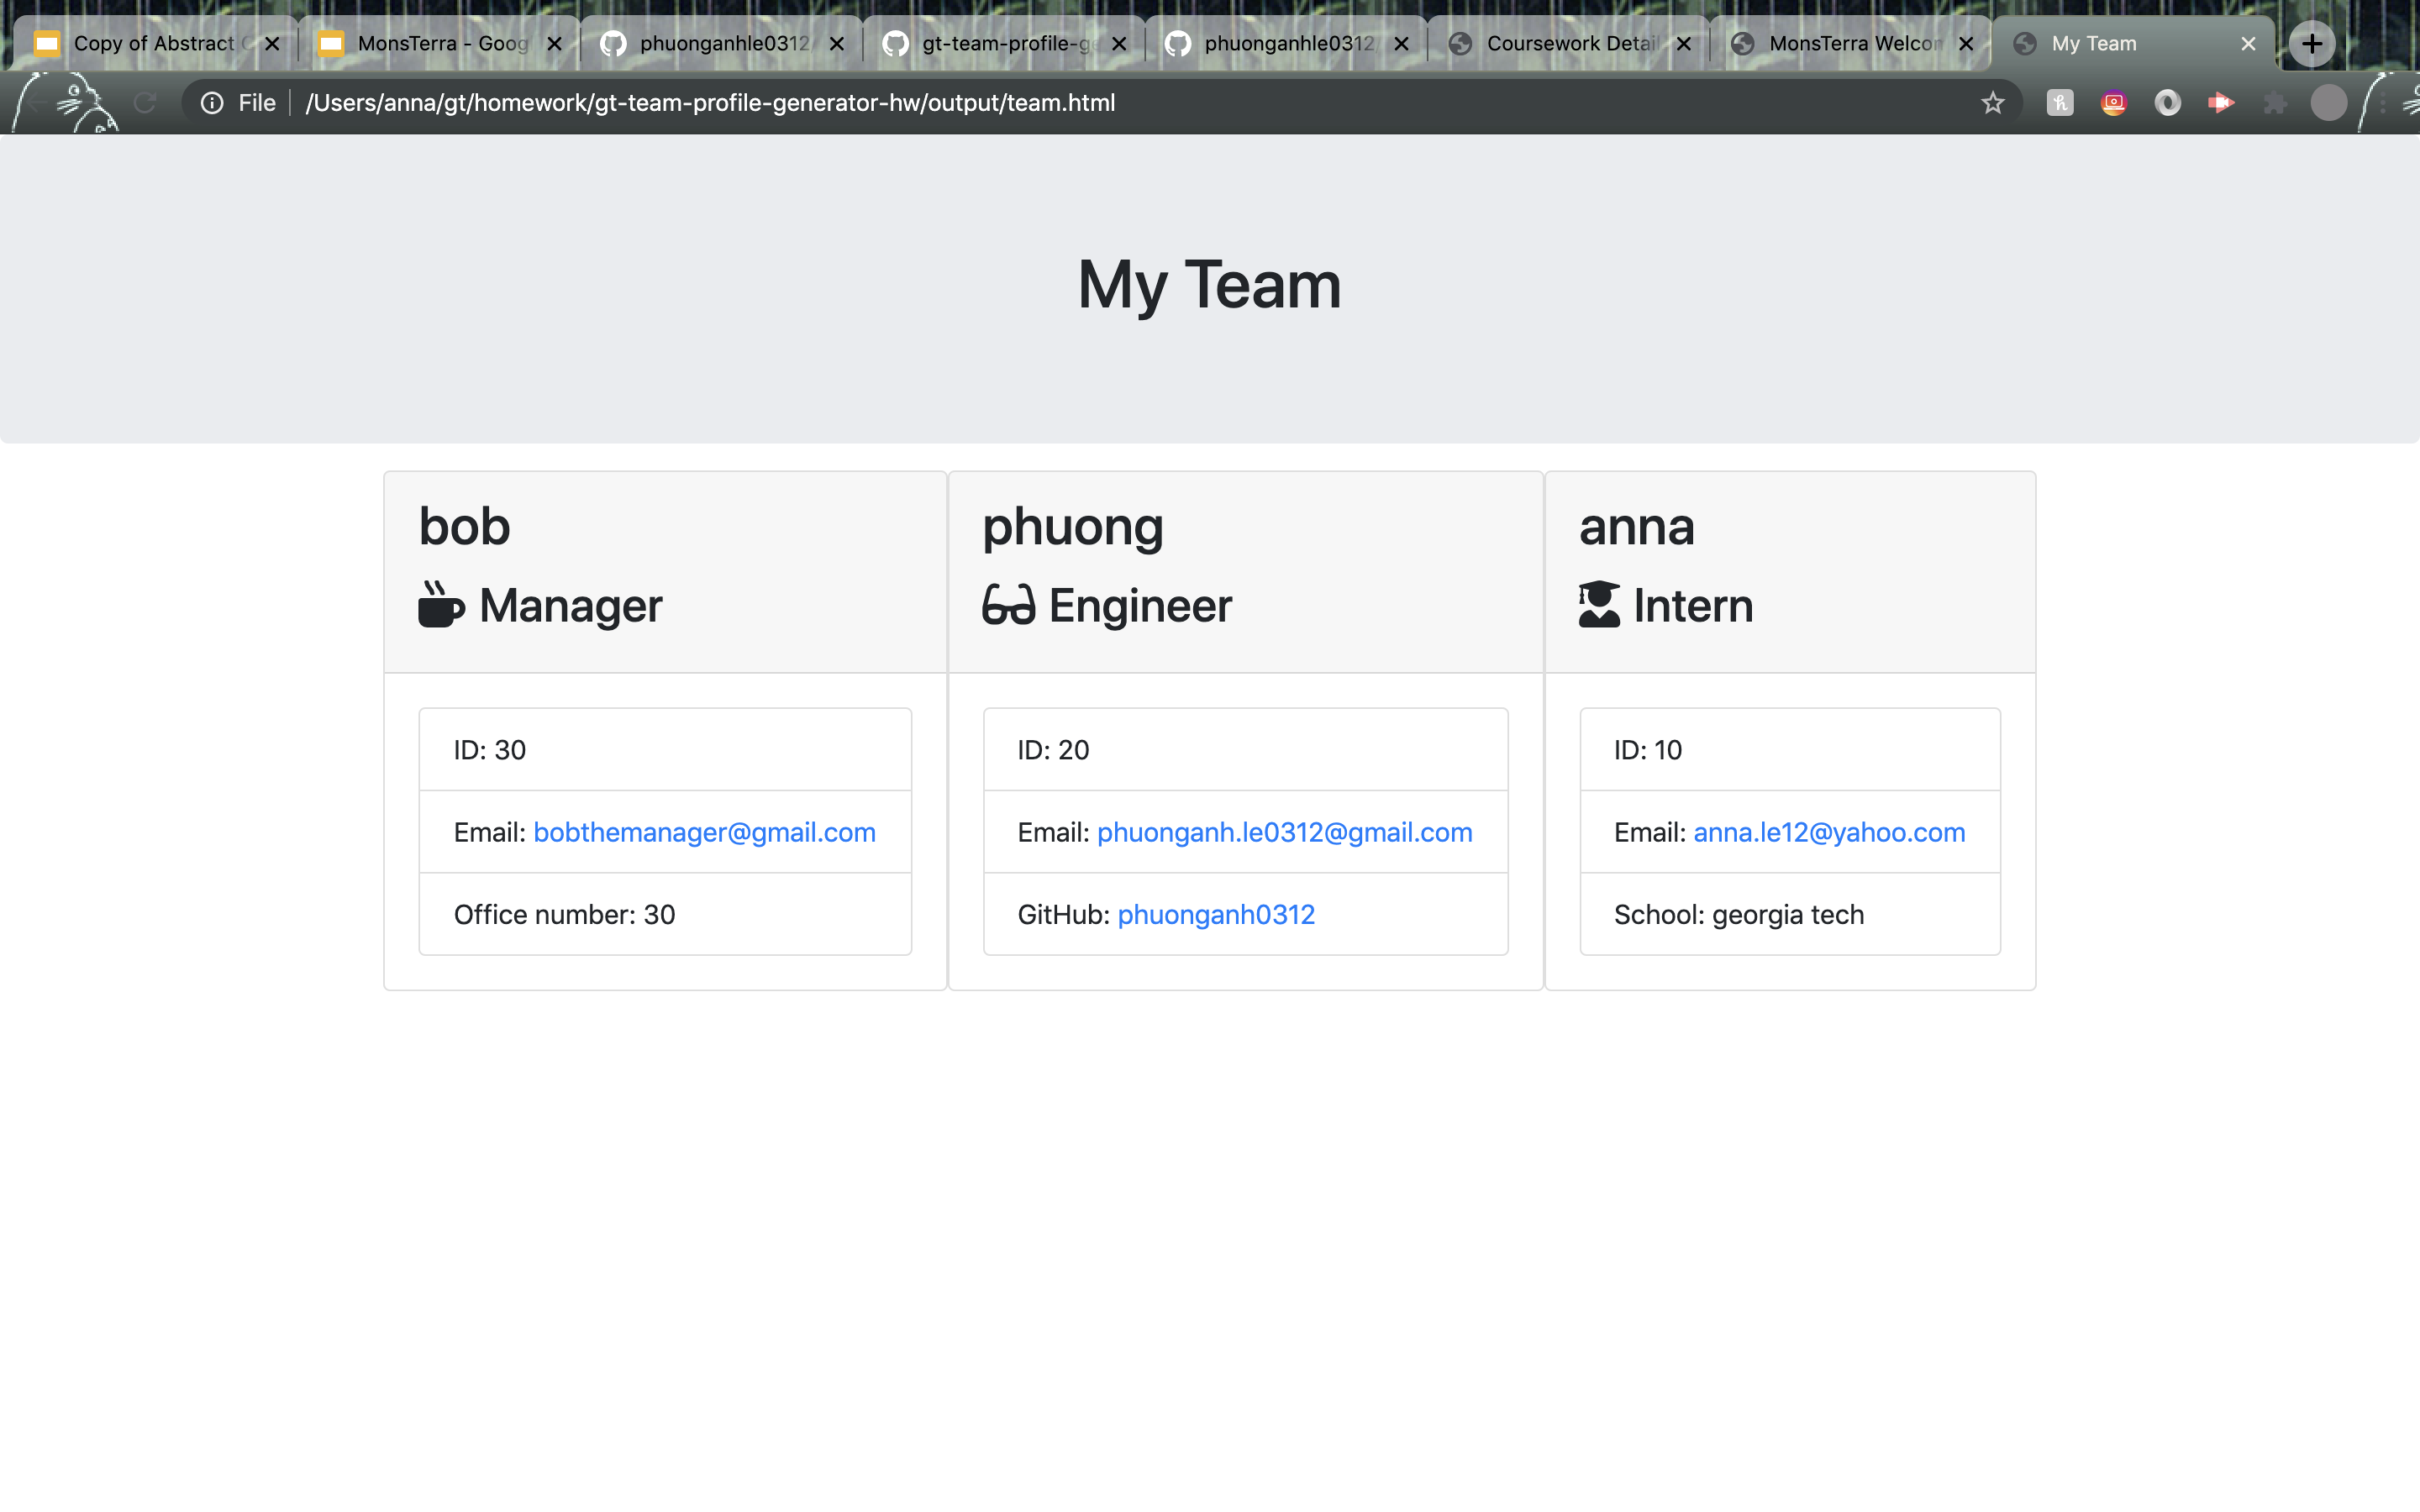 Copy of Abstract
MonsTerra - Goog
phuonganhle0312
gt-team-profile-g
phuonganhle0312
Coursework Detail
MonsTerra Welcom
My Team
File /Users/anna/gt/homework/gt-team-profile-generator-hw/output/team.html
My Team
bob
Manager
ID: 30
Email: bobthemanager@gmail.com
Office number: 30
phuong
Engineer
ID: 20
Email: phuonganh.le0312@gmail.com
GitHub: phuonganh0312
anna
Intern
ID: 10
Email: anna.le12@yahoo.com
School: georgia tech